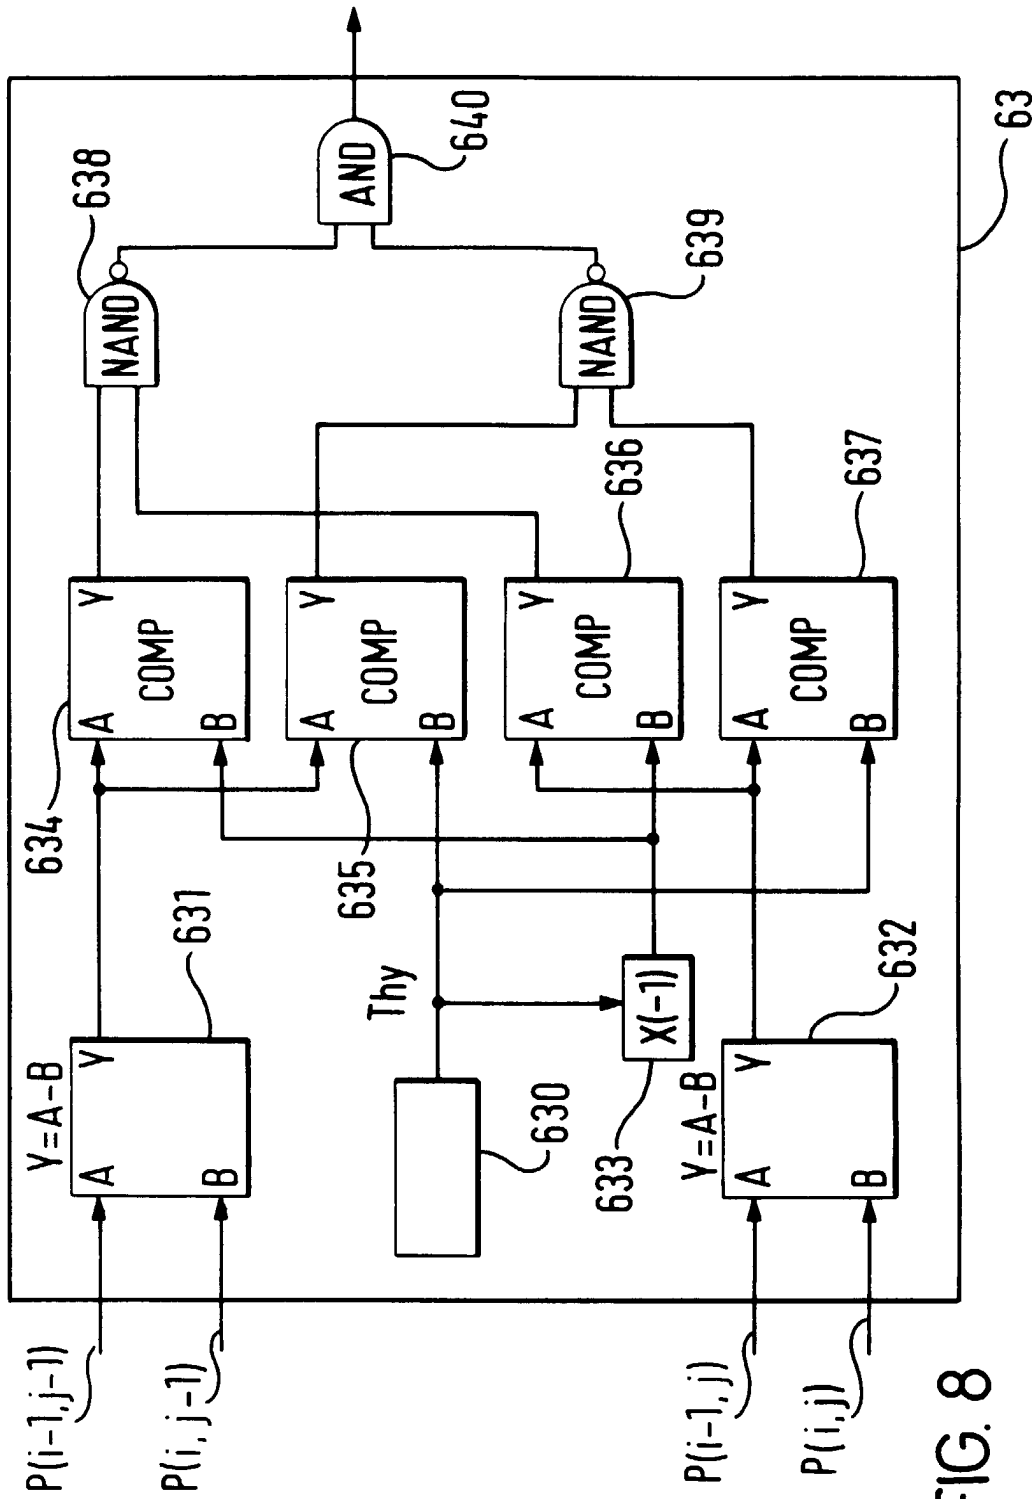 P(i-1,j-1)
P(i,j-1)
P(i-1,j)
P(i,j)
Y=A-B
A
B
Y
631
630
Thy
X(-1)
633
Y=A-B
A
B
Y
632
634
A
B
Y
COMP
635
A
B
Y
COMP
A
B
Y
COMP
636
A
B
Y
COMP
637
NAND
638
NAND
639
AND
640
63
FIG. 8